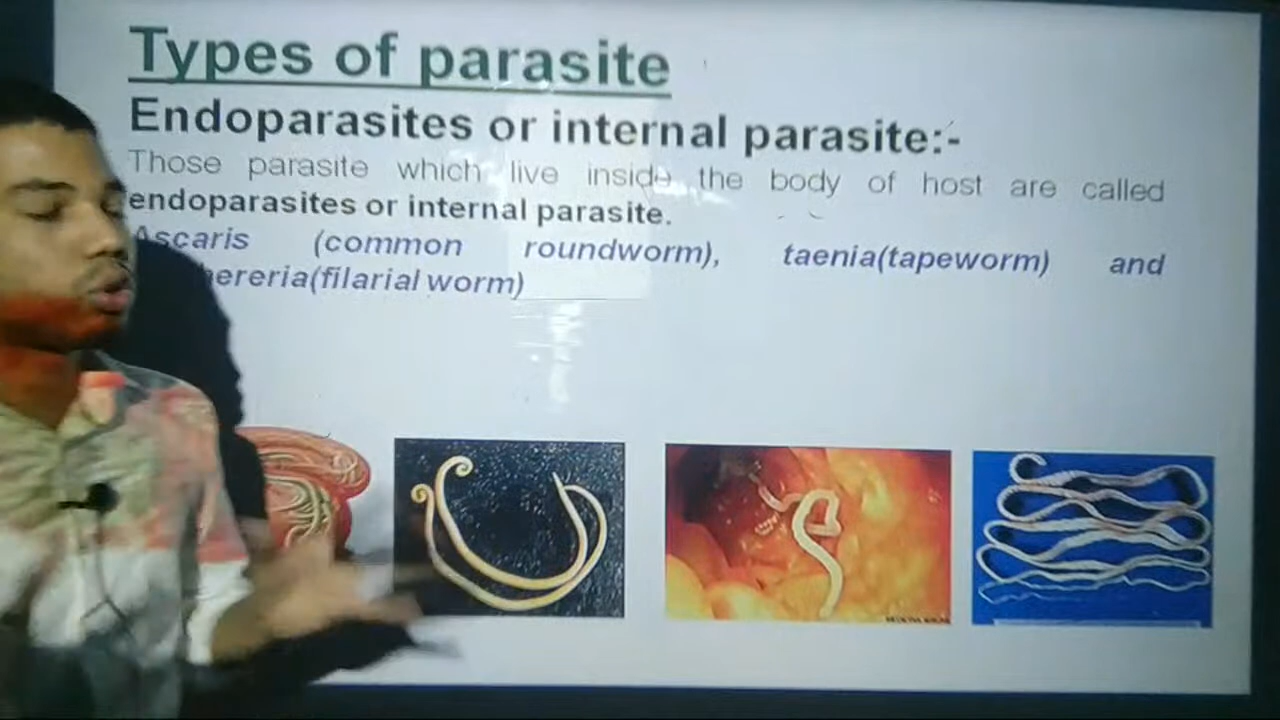 Types of parasite
Endoparasites or internal parasite:-
Those parasite which live inside the body of host are called
endoparasites or internal parasite.
Ascaris (common roundworm), taenia(tapeworm) and
(filarial worm)